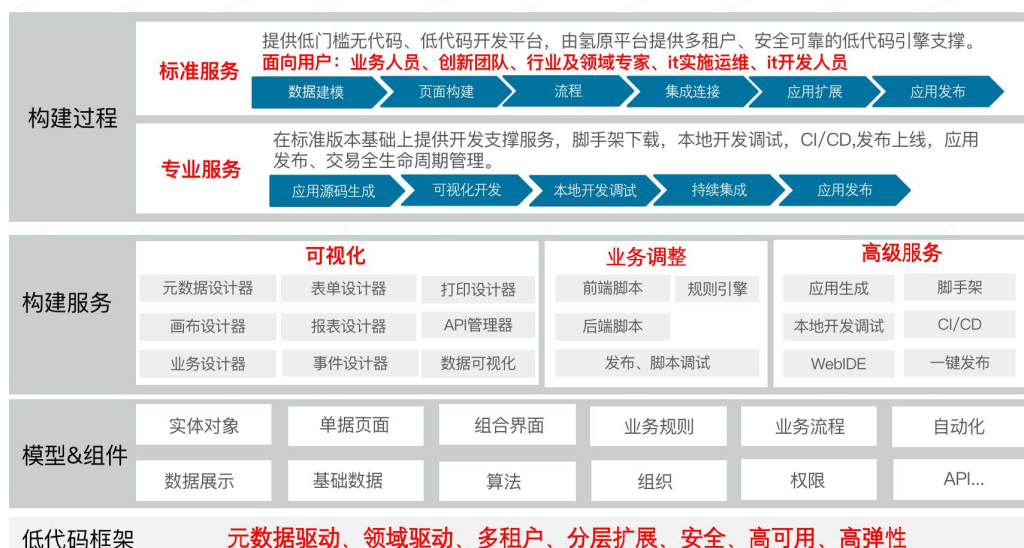 构建过程
标准服务
提供低门槛无代码、低代码开发平台，由氢原平台提供多租户、安全可靠的低代码引擎支撑。
面向用户：业务人员、创新团队、行业及领域专家、it实施运维、it开发人员
数据建模 页面构建 流程 集成连接 应用扩展 应用发布
专业服务
在标准版本基础上提供开发支撑服务，脚手架下载，本地开发调试，CI/CD,发布上线，应用
发布、交易全生命周期管理。
应用源码生成 可视化开发 本地开发调试 持续集成 应用发布
构建服务
可视化
元数据设计器 表单设计器 打印设计器
画布设计器 报表设计器 API管理器
业务设计器 事件设计器 数据可视化
业务调整
前端脚本 规则引擎
后端脚本
发布、脚本调试
高级服务
应用生成 脚手架
本地开发调试 CI/CD
WebIDE 一键发布
模型&组件
实体对象 单据页面 组合界面 业务规则 业务流程 自动化
数据展示 基础数据 算法 组织 权限 API...
低代码框架
元数据驱动、领域驱动、多租户、分层扩展、安全、高可用、高弹性